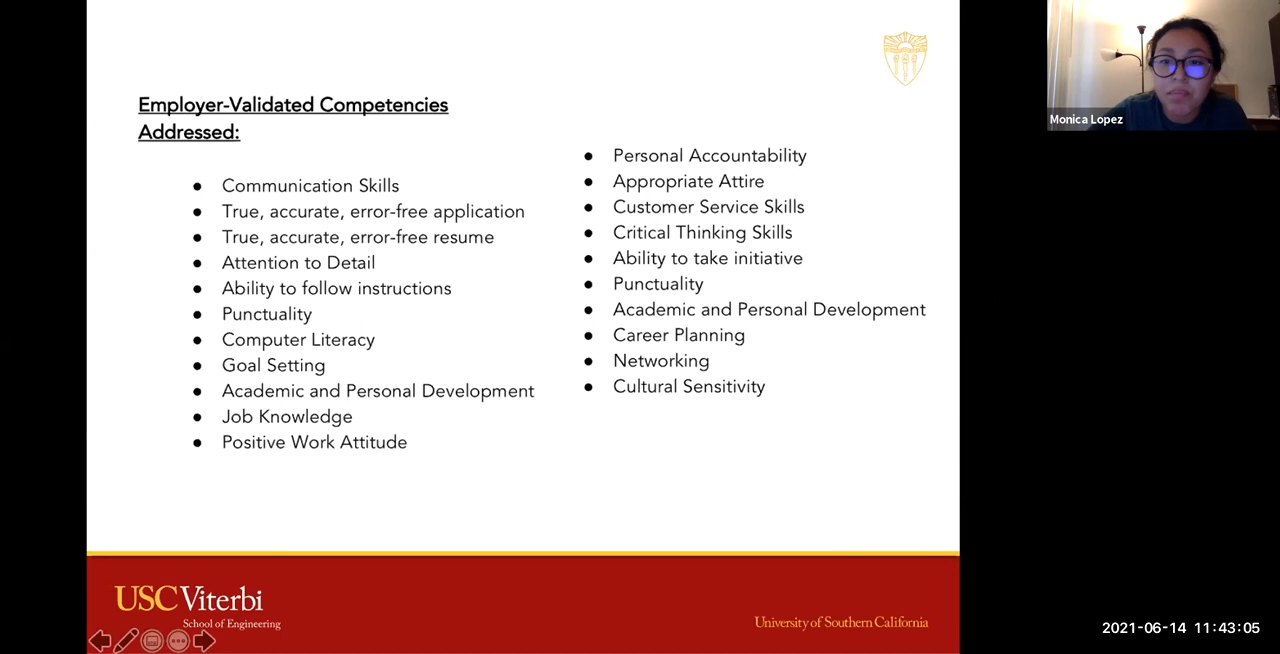 Employer-Validated Competencies
Addressed:
● Communication Skills
● True, accurate, error-free application
● True, accurate, error-free resume
● Attention to Detail
● Ability to follow instructions
● Punctuality
● Computer Literacy
● Goal Setting
● Academic and Personal Development
● Job Knowledge
● Positive Work Attitude
● Personal Accountability
● Appropriate Attire
● Customer Service Skills
● Critical Thinking Skills
● Ability to take initiative
● Punctuality
● Academic and Personal Development
● Career Planning
● Networking
● Cultural Sensitivity
USC Viterbi
School of Engineering
University of Southern California
Monica Lopez
2021-06-14 11:43:05